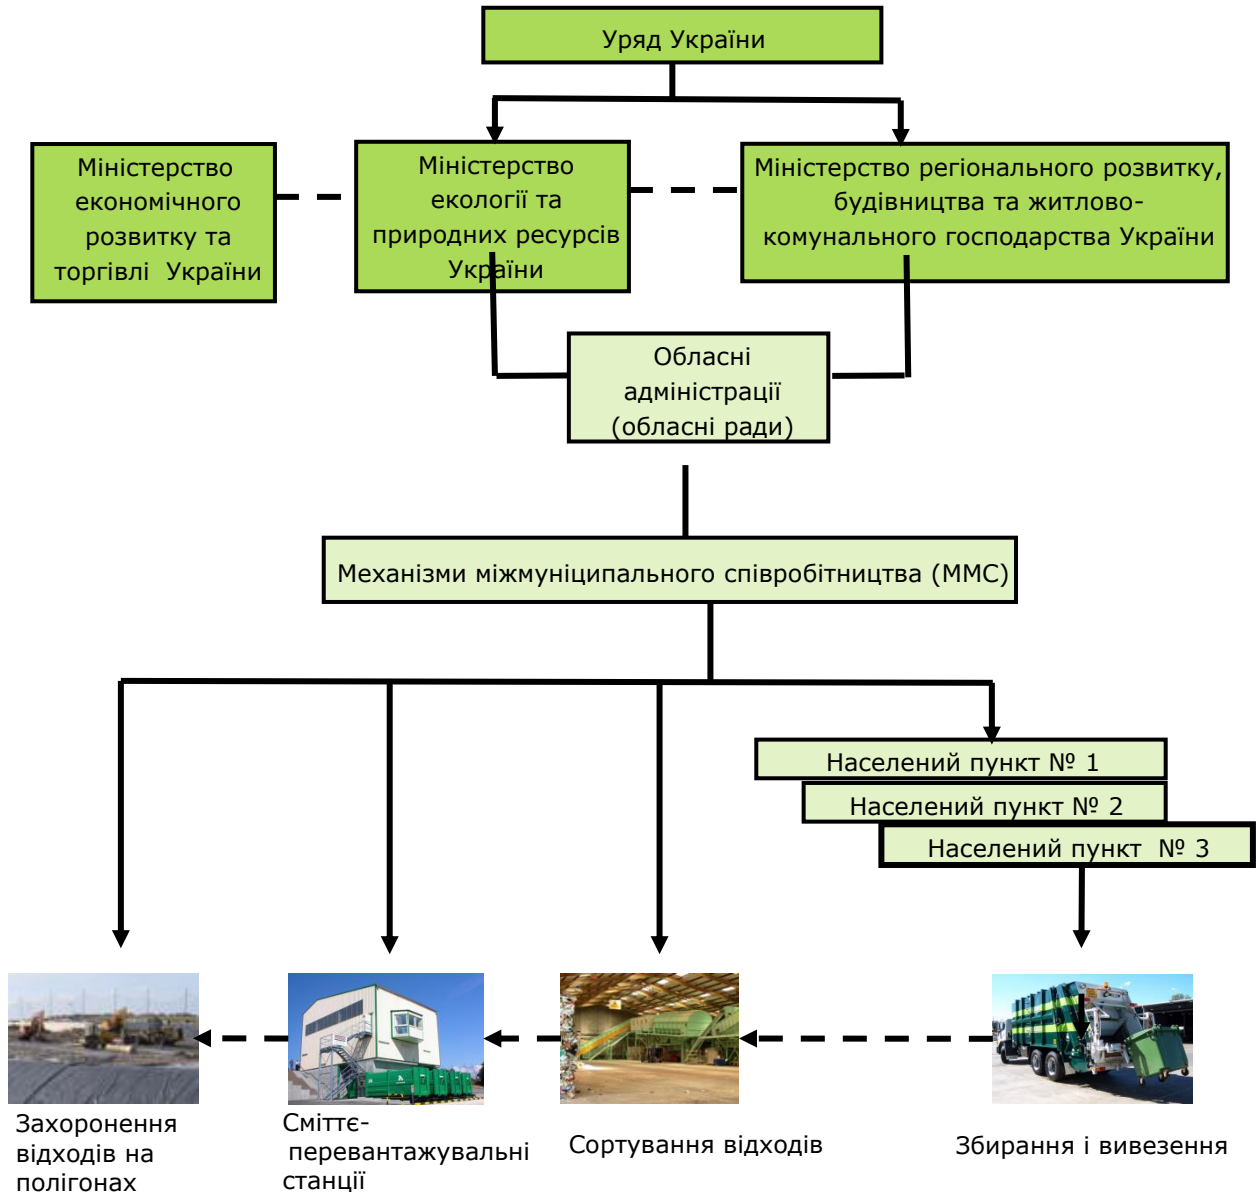 Уряд України
Міністерство
економічного
розвитку та
торгівлі України
Міністерство
екології та
природних ресурсів
України
Міністерство регіонального розвитку,
будівництва та житлово-
комунального господарства України
Обласні
адміністрації
(обласні ради)
Механізми міжмуніципального співробітництва (ММС)
Населений пункт № 1
Населений пункт № 2
Населений пункт № 3
Захоронення
відходів на
полігонах
Сміттє-
перевантажувальні
станції
Сортування відходів
Збирання і вивезення